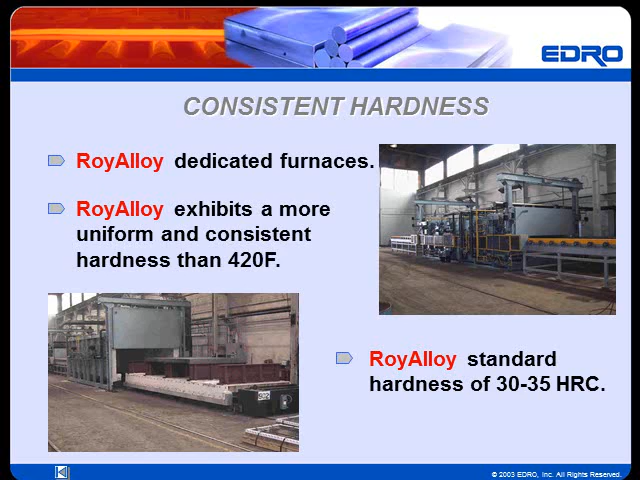 EDRO
CONSISTENT HARDNESS
RoyAlloy dedicated furnaces.
RoyAlloy exhibits a more
uniform and consistent
hardness than 420F.
RoyAlloy standard
hardness of 30-35 HRC.
© 2003 EDRO, Inc. All Rights Reserved.